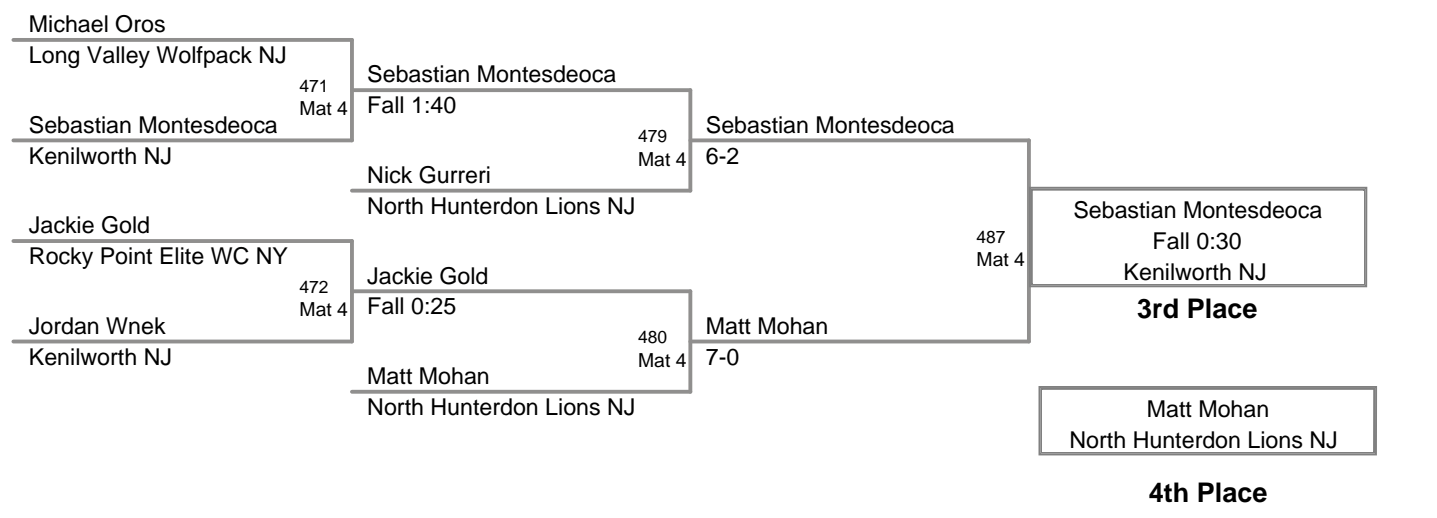 Michael Oros
Long Valley Wolfpack NJ
471
Mat 4
Sebastian Montesdeoca
Kenilworth NJ
Sebastian Montesdeoca
Fall 1:40
479
Mat 4
Nick Gurreri
North Hunterdon Lions NJ
Jackie Gold
Rocky Point Elite WC NY
472
Mat 4
Jordan Wnek
Kenilworth NJ
Jackie Gold
Fall 0:25
480
Mat 4
Matt Mohan
North Hunterdon Lions NJ
Sebastian Montesdeoca
6-2
487
Mat 4
Matt Mohan
7-0
Sebastian Montesdeoca
Fall 0:30
Kenilworth NJ
3rd Place
Matt Mohan
North Hunterdon Lions NJ
4th Place